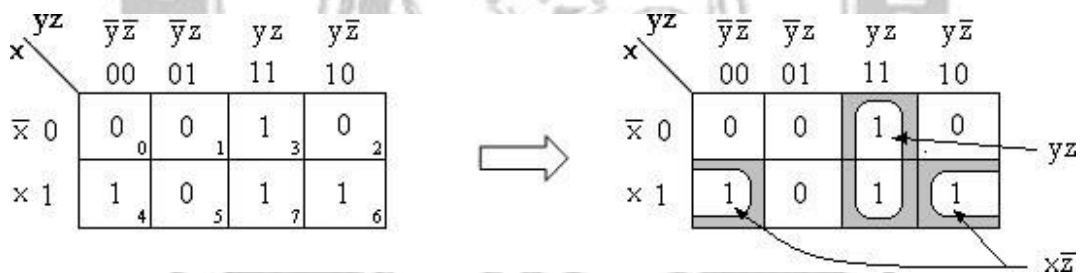 yz y̅z̅ y̅z yz yz̅
x 00 01 11 10
x̅ 0 0 0 0 1 1 3 0 2
x 1 1 4 0 5 1 7 1 6
yz y̅z̅ y̅z yz yz̅
x 00 01 11 10
x̅ 0 0 0 1 0
yz
x 1 1 0 1 1
xz̅